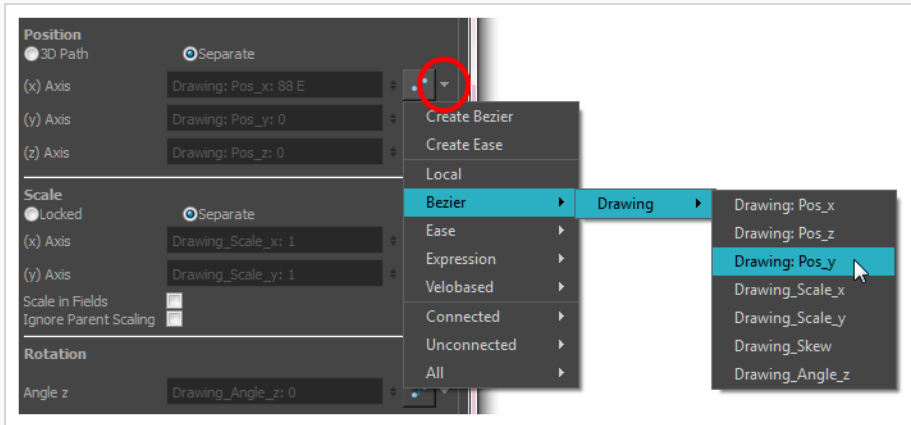 Position
3D Path Separate
(x) Axis Drawing: Pos_x: 88 E
(y) Axis Drawing: Pos_y: 0
(z) Axis Drawing: Pos_z: 0
Scale
Locked Separate
(x) Axis Drawing_Scale_x: 1
(y) Axis Drawing_Scale_y: 1
Scale in Fields
Ignore Parent Scaling
Rotation
Angle z Drawing_Angle_z: 0
Create Bezier
Create Ease
Local
Bezier
Ease
Expression
Velobased
Connected
Unconnected
All
Drawing
Drawing: Pos_x
Drawing: Pos_z
Drawing: Pos_y
Drawing_Scale_x
Drawing_Scale_y
Drawing_Skew
Drawing_Angle_z